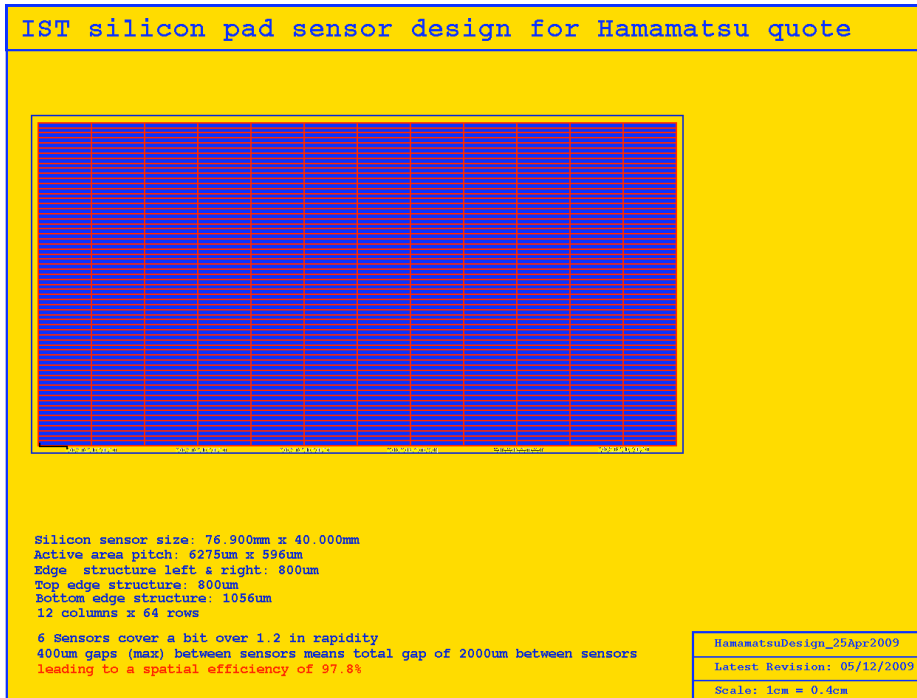 IST silicon pad sensor design for Hamamatsu quote
Silicon sensor size: 76.900mm x 40.000mm
Active area pitch: 6275um x 596um
Edge structure left & right: 800um
Top edge structure: 800um
Bottom edge structure: 1056um
12 columns x 64 rows
6 Sensors cover a bit over 1.2 in rapidity
400um gaps (max) between sensors means total gap of 2000um between sensors
leading to a spatial efficiency of 97.8%
HamamatsuDesign_25Apr2009
Latest Revision: 05/12/2009
Scale: 1cm = 0.4cm